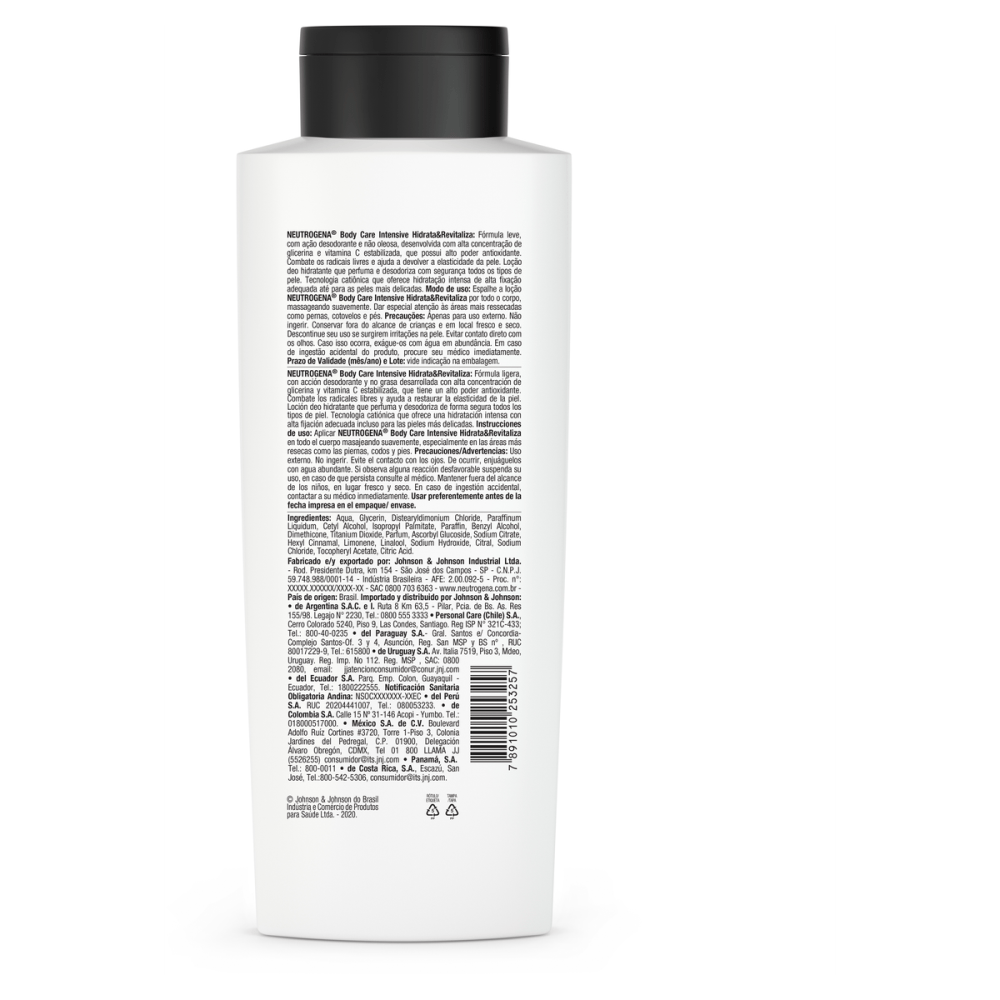 NEUTROGENA® Body Care Intensive Hidrata&Revitaliza: Fórmula leve,
com ação desodorante e não oleosa, desenvolvida com alta concentração de
glicerina e vitamina C estabilizada, que possui alto poder antioxidante.
Combate os radicais livres e ajuda a devolver a elasticidade da pele. Loção
deo hidratante que perfuma e desodoriza com segurança todos os tipos de
pele. Tecnologia catiônica que oferece hidratação intensa de alta fixação
adequada até para as peles mais delicadas. Modo de uso: Espalhe a loção
NEUTROGENA® Body Care Intensive Hidrata&Revitaliza por todo o corpo,
massageando suavemente. Dar especial atenção às áreas mais ressecadas
como pernas, cotovelos e pés. Precauções: Apenas para uso externo. Não
ingerir. Conservar fora do alcance de crianças e em local fresco e seco.
Descontinue seu uso se surgirem irritações na pele. Evitar contato direto com
os olhos. Caso isso ocorra, exágue-os com água em abundância. Em caso
de ingestão acidental do produto, procure seu médico imediatamente.
Prazo de Validade (mês/ano) e Lote: vide indicação na embalagem.
NEUTROGENA® Body Care Intensive Hidrata&Revitaliza: Fórmula ligera,
con acción desodorante y no grasa desarrollada con alta concentración de
glicerina y vitamina C estabilizada, que tiene un alto poder antioxidante.
Combate los radicales libres y ayuda a restaurar la elasticidad de la piel.
Loción deo hidratante que perfuma y desodoriza de forma segura todos los
tipos de piel. Tecnología catiónica que ofrece una hidratación intensa con
alta fijación adecuada incluso para las pieles más delicadas. Instrucciones
de uso: Aplicar NEUTROGENA® Body Care Intensive Hidrata&Revitaliza
en todo el cuerpo masajeando suavemente, especialmente en las áreas más
resecas como las piernas, codos y pies. Precauciones/Advertencias: Uso
externo. No ingerir. Evite el contacto con los ojos. De ocurrir, enjuáguelos
con agua abundante. Si observa alguna reacción desfavorable suspenda su
uso, en caso de que persista consulte al médico. Mantener fuera del alcance
de los niños, en lugar fresco y seco. En caso de ingestión accidental,
contactar a su médico inmediatamente. Usar preferentemente antes de la
fecha impresa en el empaque/ envase.
Ingredientes: Aqua, Glycerin, Distearyldimonium Chloride, Paraffinum
Liquidum, Cetyl Alcohol, Isopropyl Palmitate, Paraffin, Benzyl Alcohol,
Dimethicone, Titanium Dioxide, Parfum, Ascorbyl Glucoside, Sodium Citrate,
Hexyl Cinnamal, Limonene, Linalool, Sodium Hydroxide, Citral, Sodium
Chloride, Tocopheryl Acetate, Citric Acid.
Fabricado e/y exportado por: Johnson & Johnson Industrial Ltda.
- Rod. Presidente Dutra, km 154 - São José dos Campos - SP - C.N.P.J.
59.748.988/0001-14 - Indústria Brasileira - AFE: 2.00.092-5 - Proc. n°:
XXXXX.XXXXXX/XXXX-XX - SAC 0800 703 6363 - www.neutrogena.com.br -
País de origen: Brasil. Importado y distribuido por Johnson & Johnson:
• de Argentina S.A.C. e I. Ruta 8 Km 63,5 - Pilar, Pcia. de Bs. As. Res
155/98. Legajo N° 2230, Tel.: 0800 555 3333 • Personal Care (Chile) S.A.,
Cerro Colorado 5240, Piso 9, Las Condes, Santiago. Reg ISP N° 321C-433;
Tel.: 800-40-0235 • del Paraguay S.A.- Gral. Santos e/ Concordia-
Complejo Santos-Of. 3 y 4, Asunción, Reg. San MSP y BS n° , RUC
80017229-9, Tel.: 615800 • de Uruguay S.A. Av. Italia 7519, Piso 3, Mdeo,
Uruguay. Reg. Imp. No 112. Reg. MSP , SAC: 0800
2080, email: jjatencionconsumidor@conur.jnj.com
• del Ecuador S.A. Parq. Emp. Colon, Guayaquil -
Ecuador, Tel.: 1800222555. Notificación Sanitaria
Obligatoria Andina: NSOCXXXXXXX-XXEC • del Perú
S.A. RUC 20204441007, Tel.: 080053233. • de
Colombia S.A. Calle 15 N° 31-146 Acopi - Yumbo. Tel.:
018000517000. • México S.A. de C.V. Boulevard
Adolfo Ruíz Cortines #3720, Torre 1-Piso 3, Colonia
Jardines del Pedregal, C.P. 01900, Delegación
Álvaro Obregón, CDMX, Tel 01 800 LLAMA JJ
(5526255) consumidor@its.jnj.com • Panamá, S.A.
Tel.: 800-0011 • de Costa Rica, S.A., Escazú, San
José, Tel.:800-542-5306, consumidor@its.jnj.com.
7 891010 253257
© Johnson & Johnson do Brasil
Indústria e Comércio de Produtos
para Saúde Ltda. - 2020.
RÓTULO/ TAMPA
ETIQUETA /TAPA
5 5